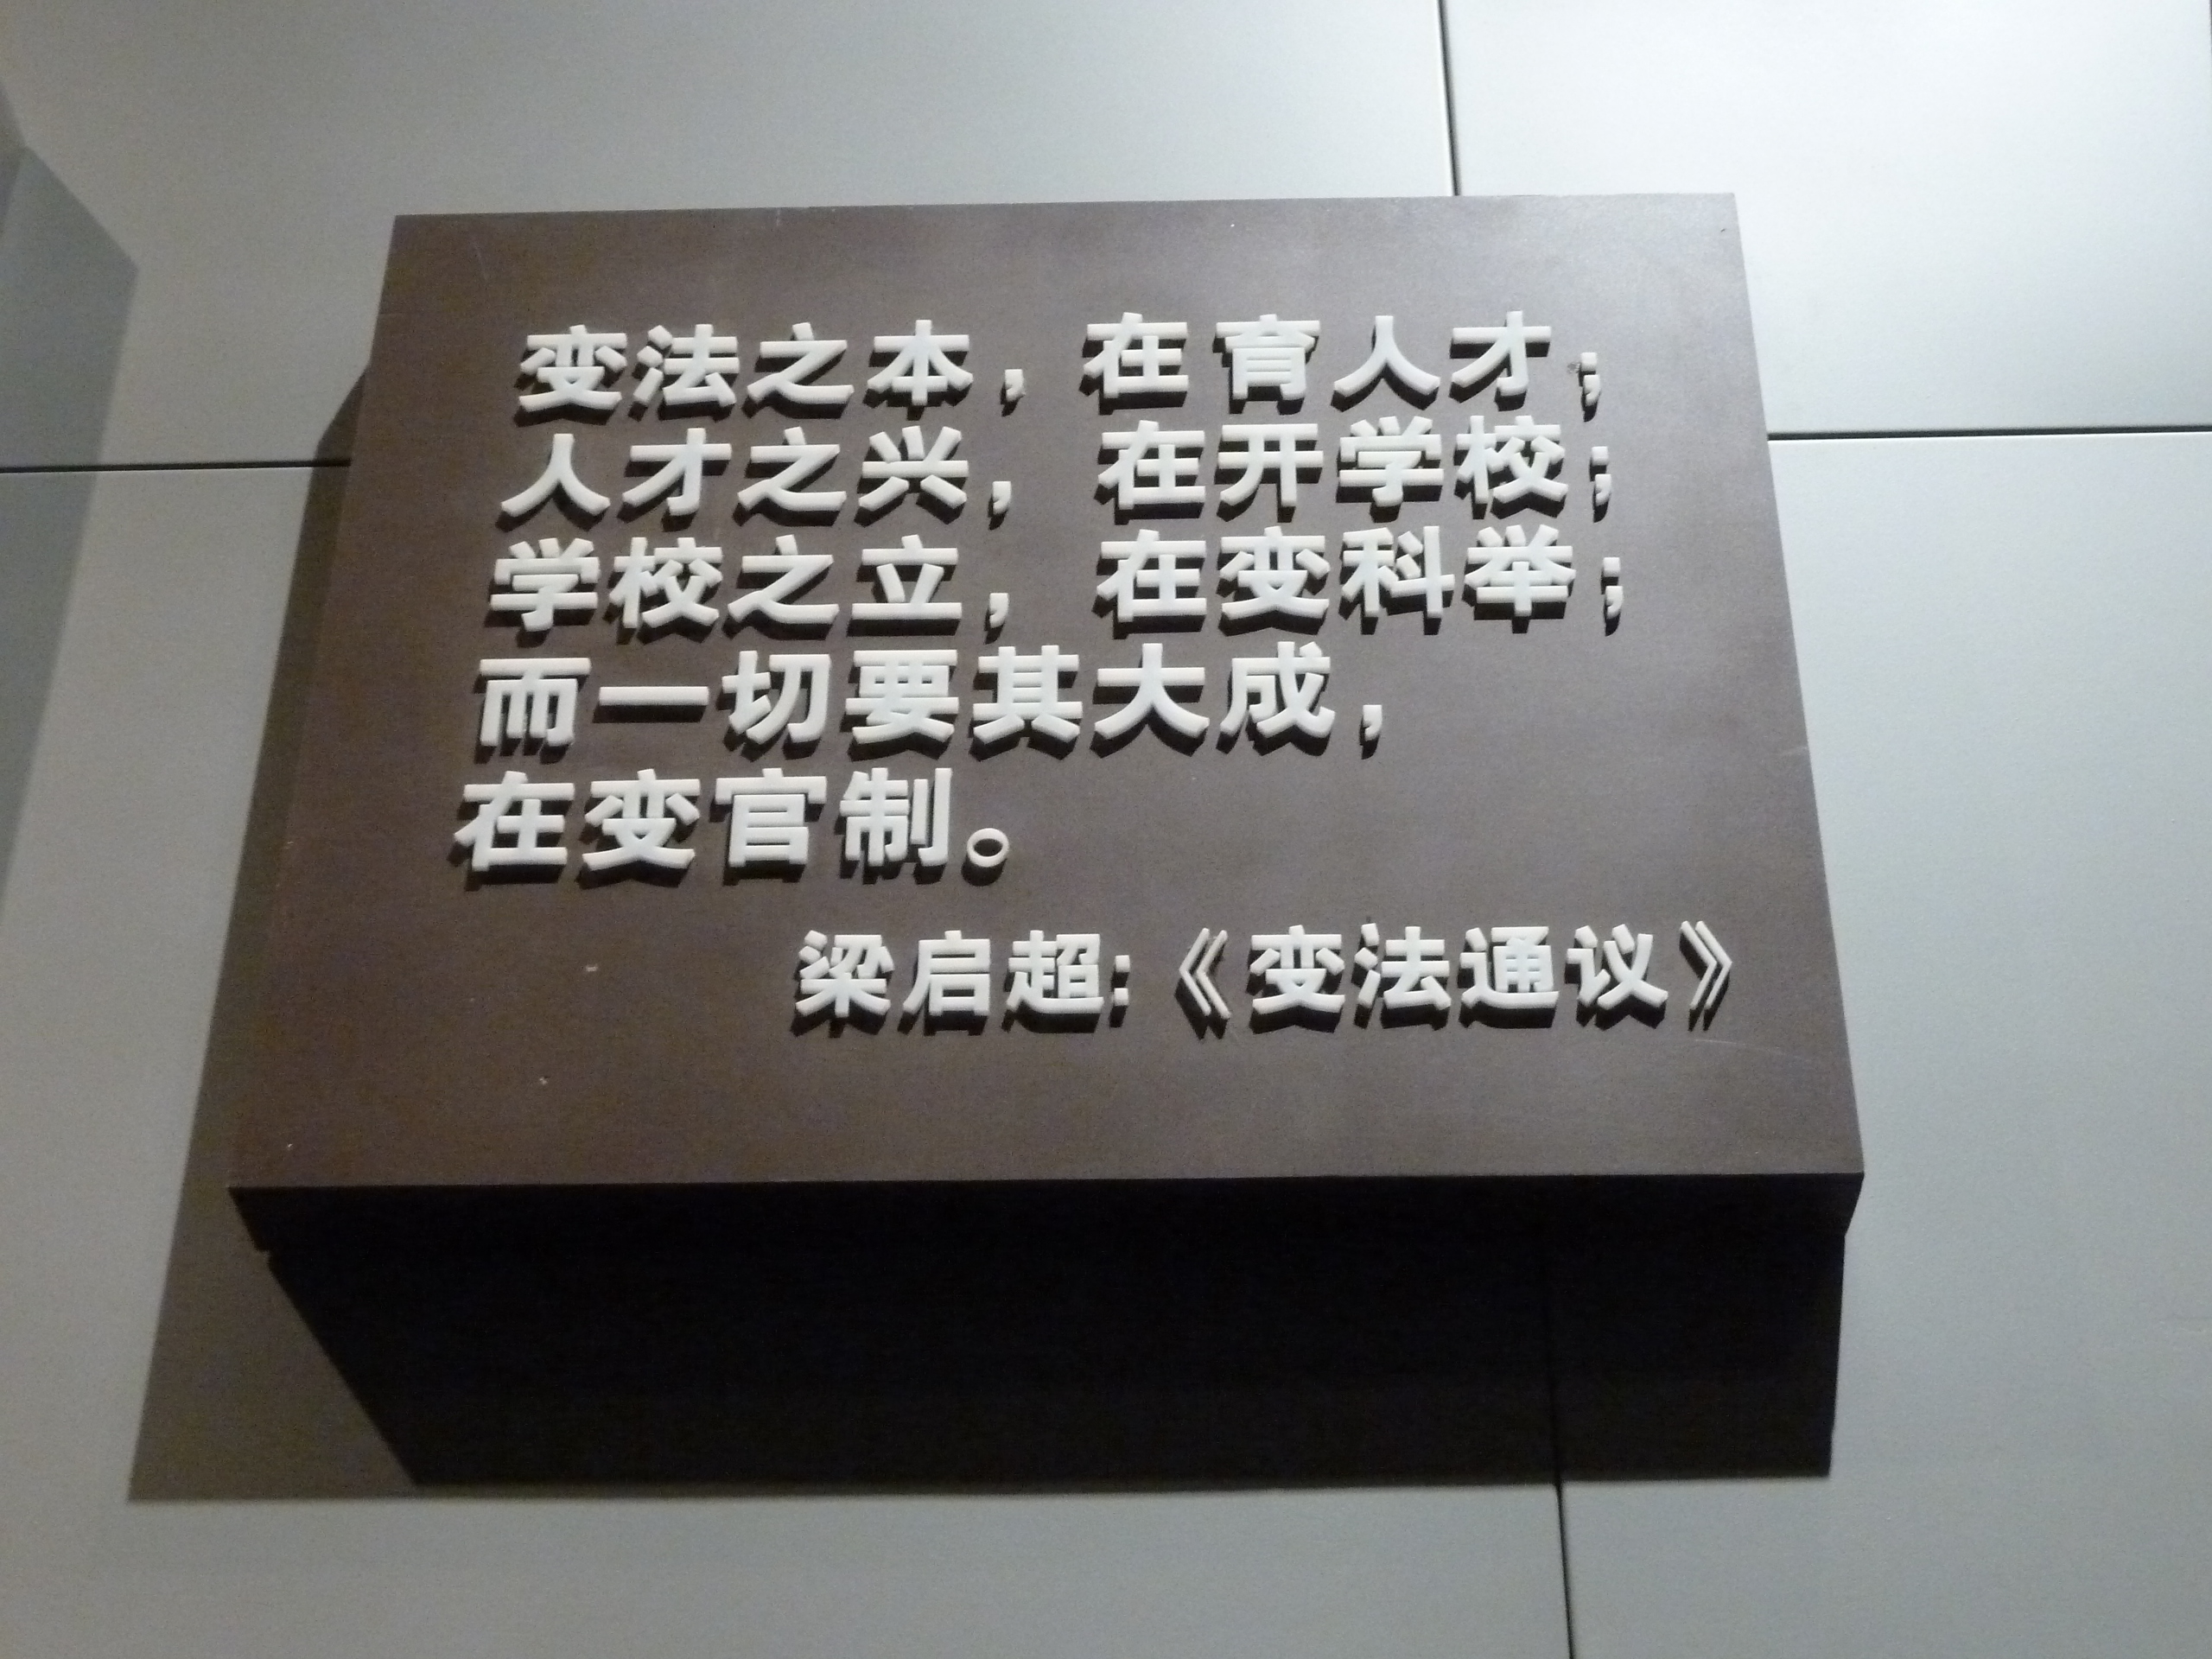 变法之本，在育人才；
人才之兴，在开学校；
学校之立，在变科举；
而一切要其大成，
在变官制。
梁启超：《变法通议》